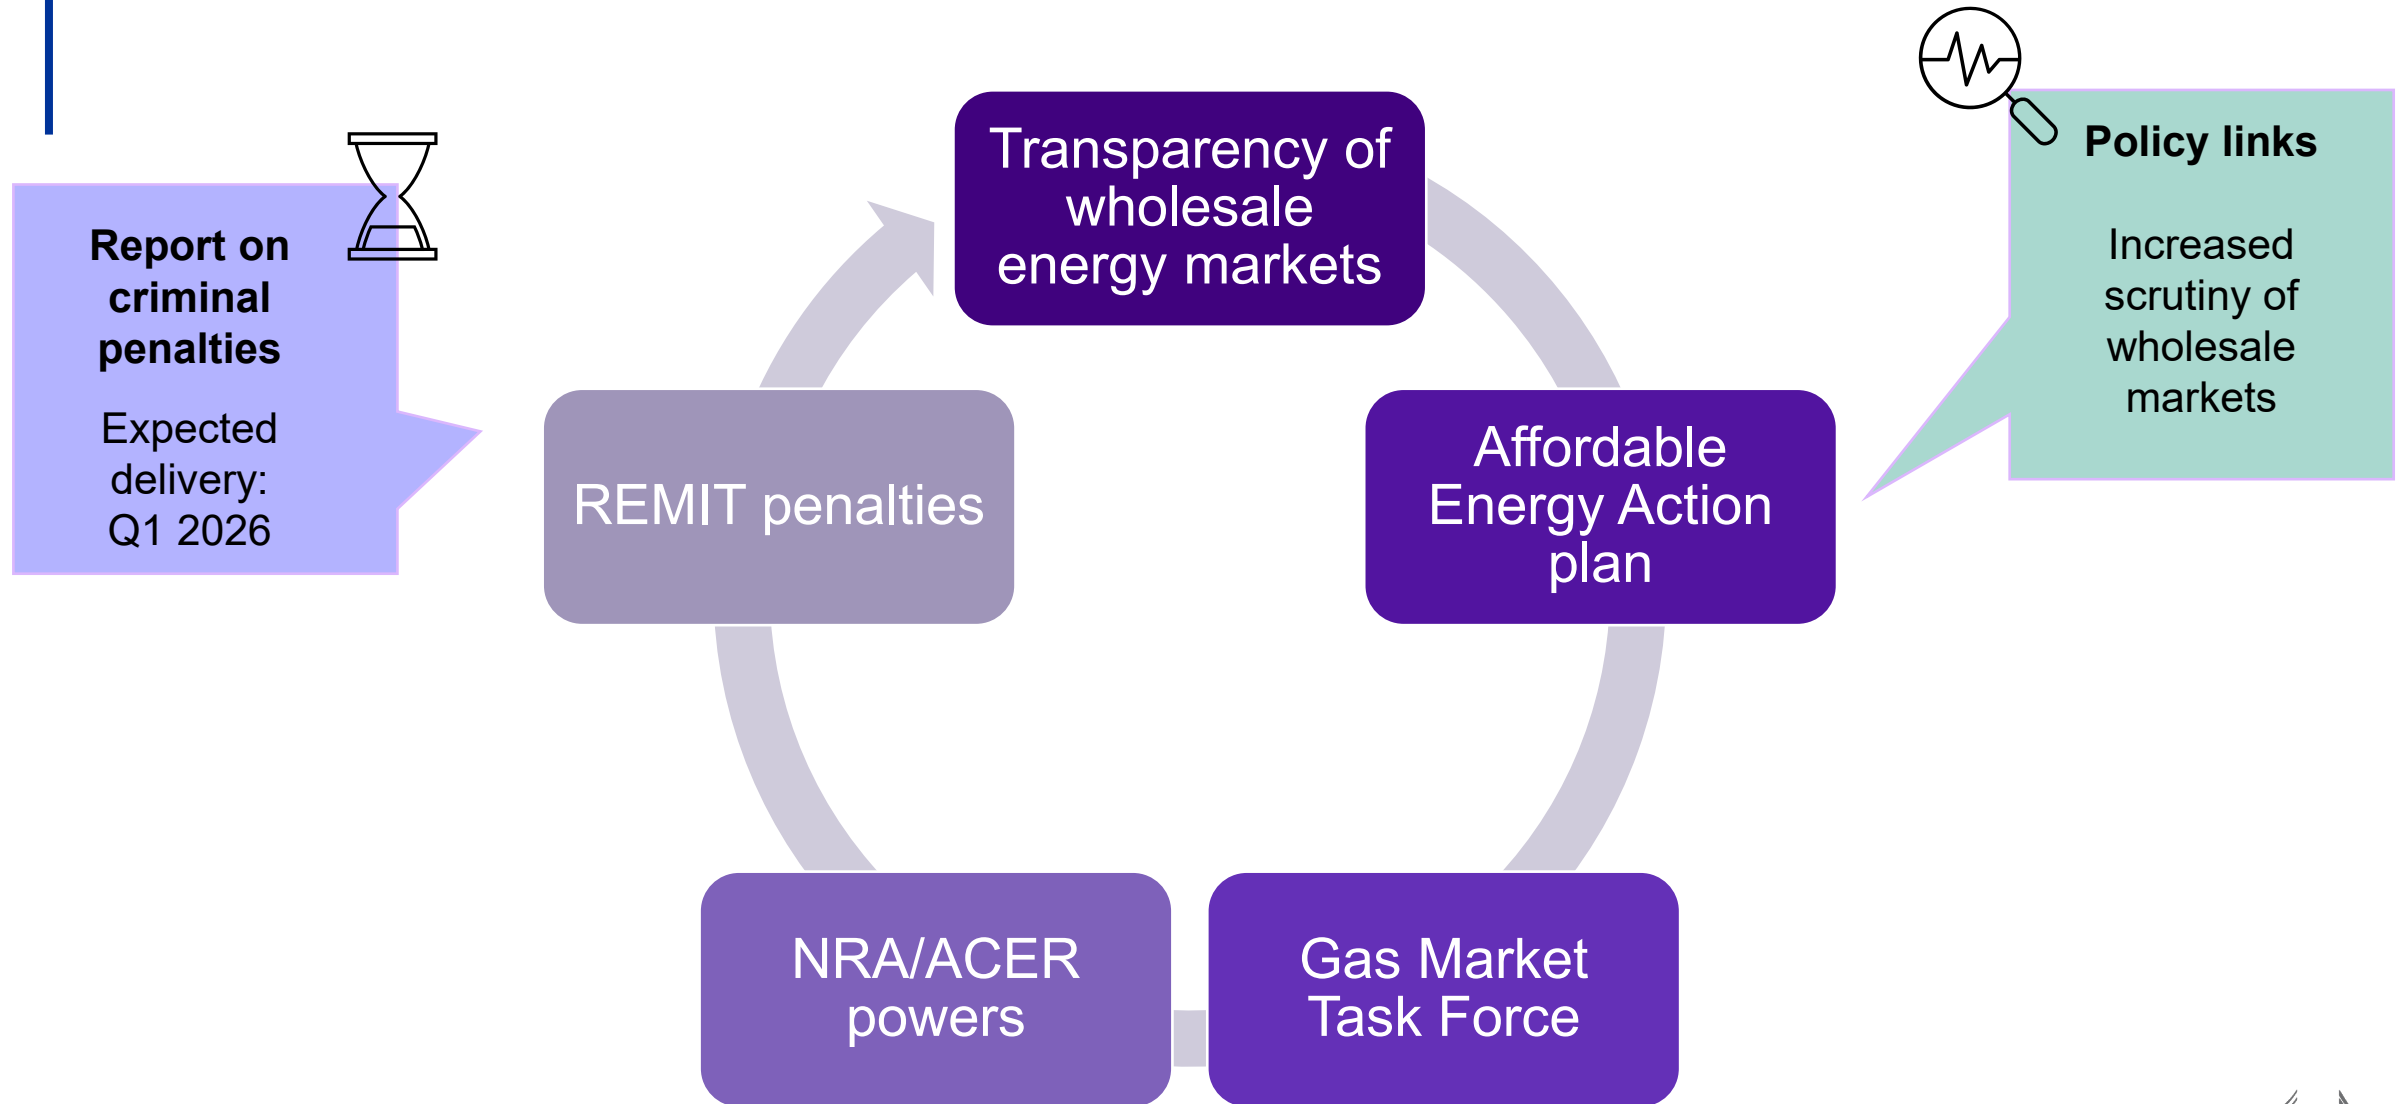 Transparency of
wholesale
energy markets
Policy links
Increased
scrutiny of
wholesale
markets
Report on
criminal
penalties
Expected
delivery:
Q1 2026
REMIT penalties
Affordable
Energy Action
plan
NRA/ACER
powers
Gas Market
Task Force